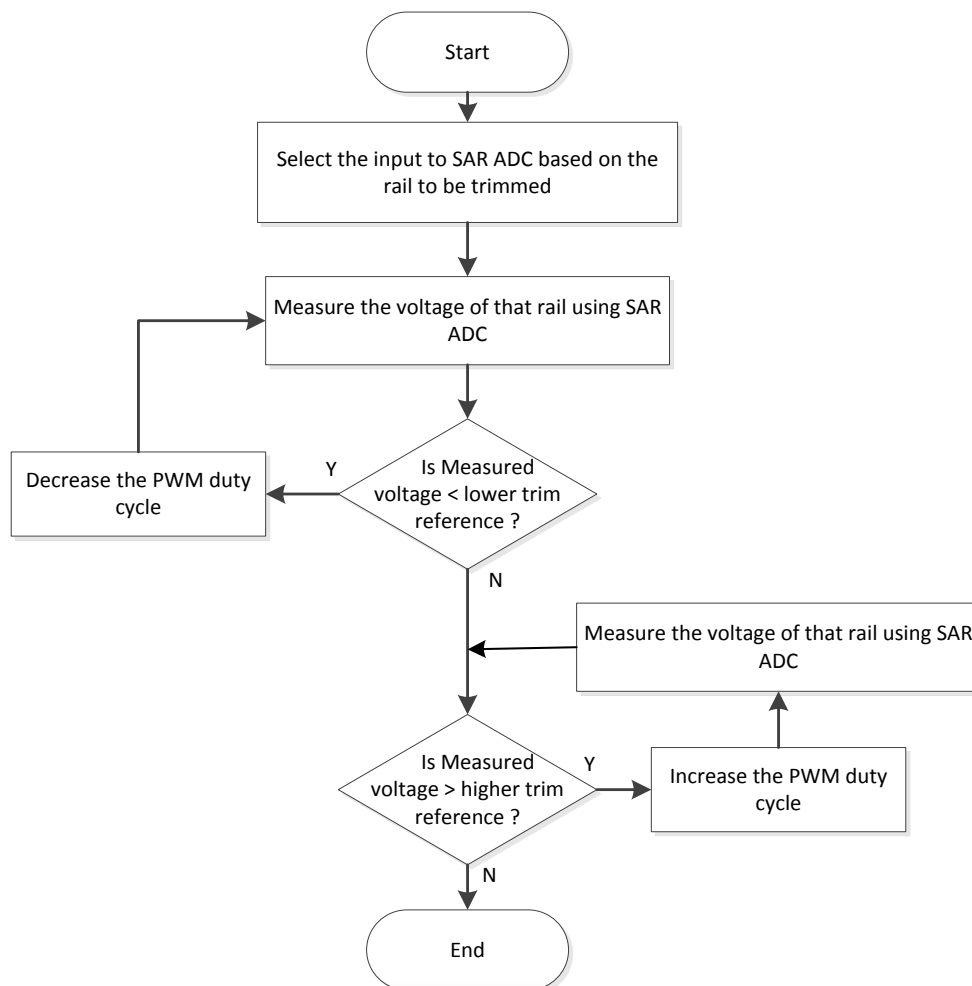 Start
Select the input to SAR ADC based on the
rail to be trimmed
Measure the voltage of that rail using SAR
ADC
Is Measured
voltage < lower trim
reference ?
Y
Decrease the PWM duty
cycle
N
Measure the voltage of that rail using SAR
ADC
Is Measured
voltage > higher trim
reference ?
Y
Increase the PWM duty
cycle
N
End